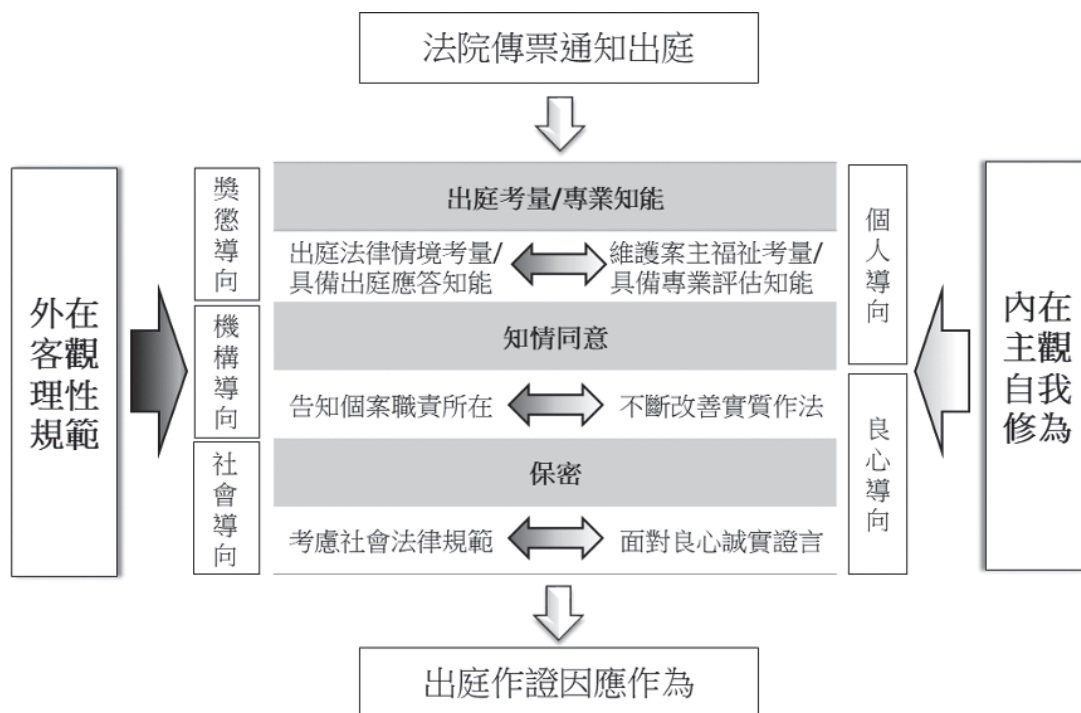 法院傳票通知出庭
外在
客觀
理性
規範
獎懲導向
機構導向
社會導向
出庭考量/專業知能
出庭法律情境考量/
具備出庭應答知能
維護案主福祉考量/
具備專業評估知能
知情同意
告知個案職責所在
不斷改善實質作法
保密
考慮社會法律規範
面對良心誠實證言
個人導向
良心導向
內在
主觀
自我
修為
出庭作證因應作為